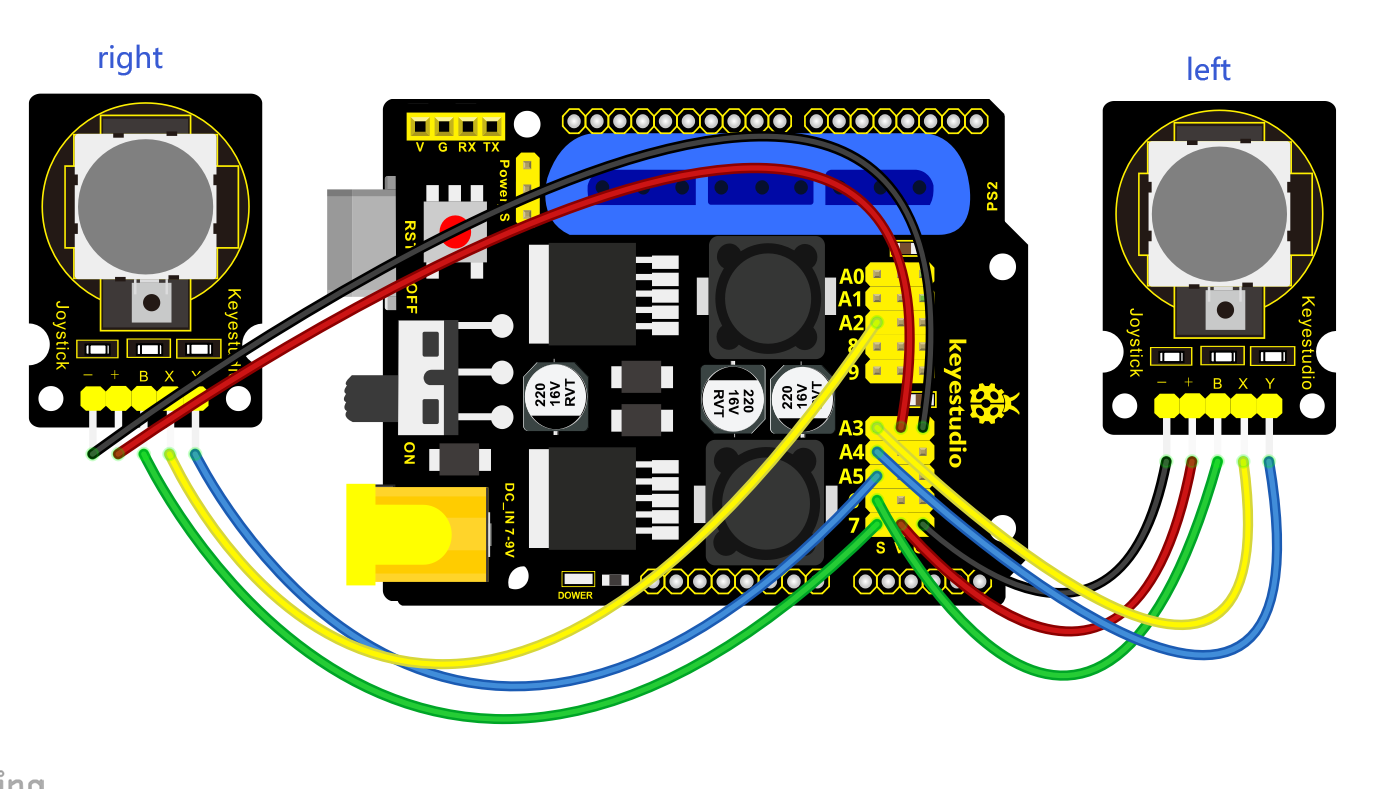 right
left
V G RX TX
Power S
PS2
RST
OFF
ON
A0
A1
A2
8
9
A3
A4
A5
6
7
S V G
keyestudio
220
16V
RVT
220
16V
RVT
220
16V
RVT
DC_IN 7-9V
DOWER
Joystick
− + B X Y
Joystick
Keyestudio
− + B X Y
ing